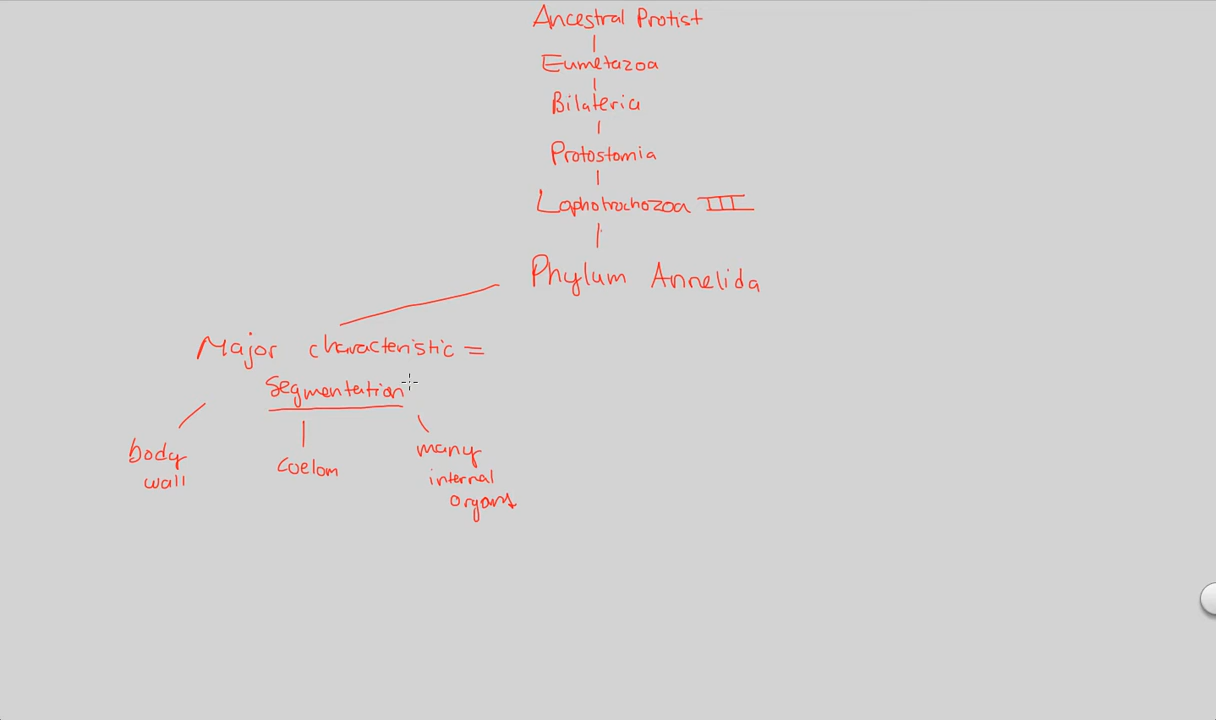 Ancestral Protist
Eumetazoa
Bilateria
Protostomia
Lophotrochozoa III
Phylum Annelida
Major characteristic =
Segmentation
body
wall
Coelom
many
internal
organs